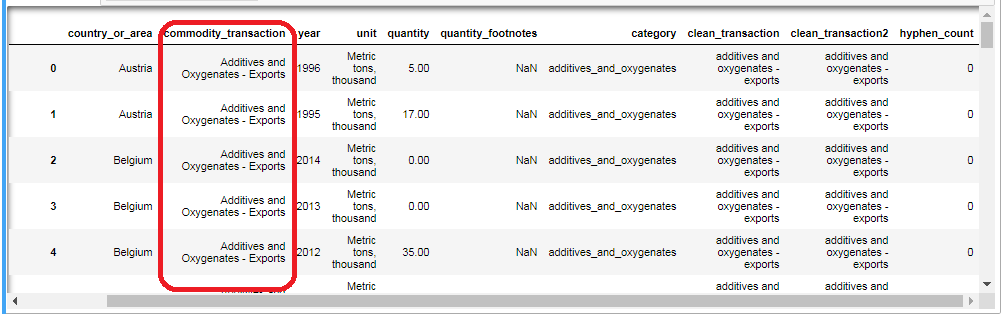 country_or_area commodity_transaction year unit quantity quantity_footnotes category clean_transaction clean_transaction2 hyphen_count
0 Austria Additives and Oxygenates - Exports 1996 Metric tons, thousand 5.00 NaN additives_and_oxygenates additives and oxygenates - exports additives and oxygenates - exports 0
1 Austria Additives and Oxygenates - Exports 1995 Metric tons, thousand 17.00 NaN additives_and_oxygenates additives and oxygenates - exports additives and oxygenates - exports 0
2 Belgium Additives and Oxygenates - Exports 2014 Metric tons, thousand 0.00 NaN additives_and_oxygenates additives and oxygenates - exports additives and oxygenates - exports 0
3 Belgium Additives and Oxygenates - Exports 2013 Metric tons, thousand 0.00 NaN additives_and_oxygenates additives and oxygenates - exports additives and oxygenates - exports 0
4 Belgium Additives and Oxygenates - Exports 2012 Metric tons, thousand 35.00 NaN additives_and_oxygenates additives and oxygenates - exports additives and oxygenates - exports 0
Metric additives and additives and